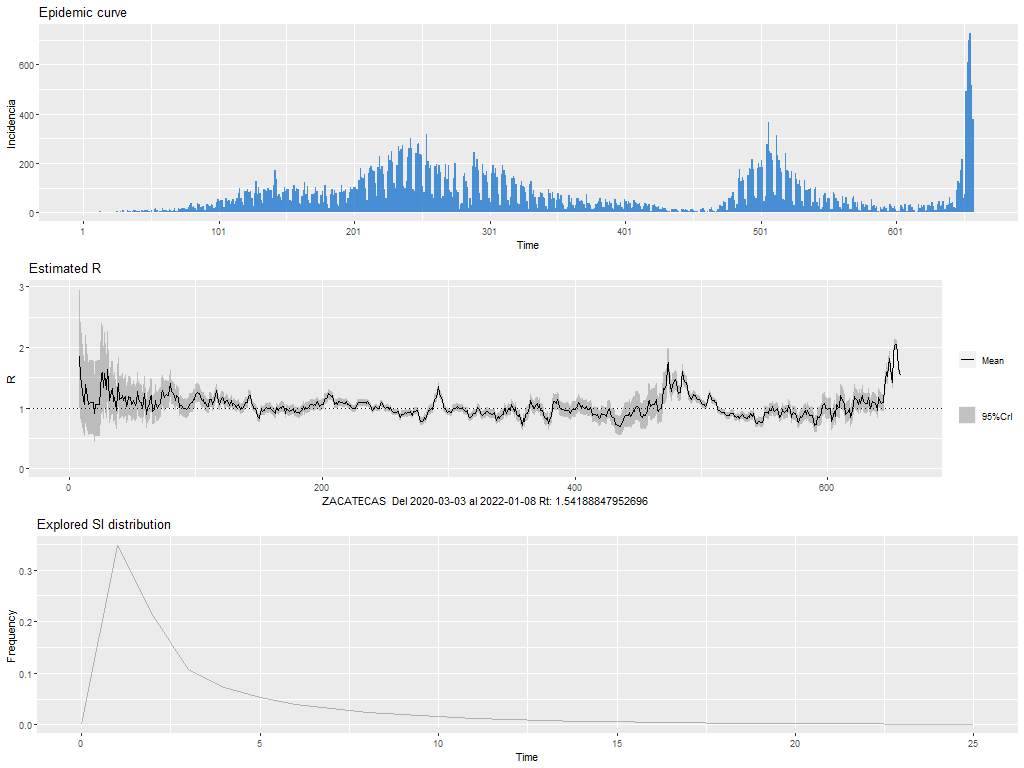 Epidemic curve
Incidencia
600
400
200
0
1
101
201
301
401
501
601
Time
Estimated R
R
3
2
1
0
0
200
400
600
Mean
95%CrI
ZACATECAS Del 2020-03-03 al 2022-01-08 Rt: 1.54188847952696
Explored SI distribution
Frequency
0.3
0.2
0.1
0.0
0
5
10
15
20
25
Time